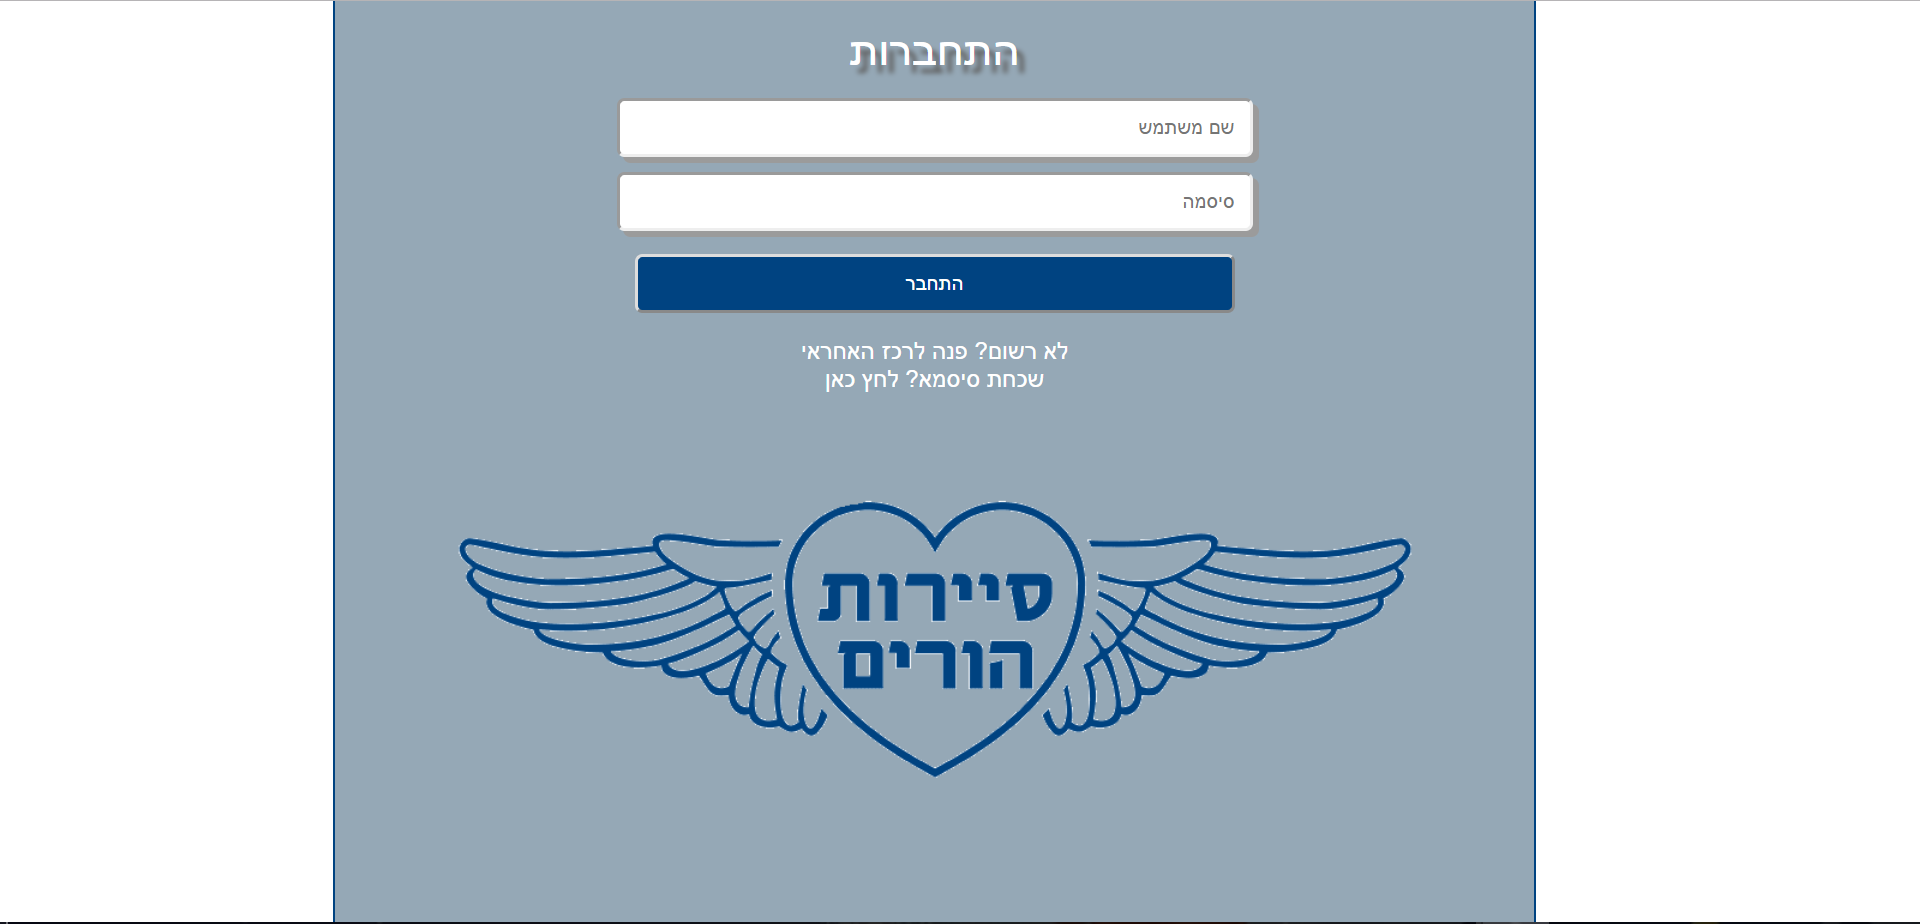 התחברות
שם משתמש
סיסמה
התחבר
לא רשום? פנה לרכז האחראי
שכחת סיסמא? לחץ כאן
סיירות
הורים